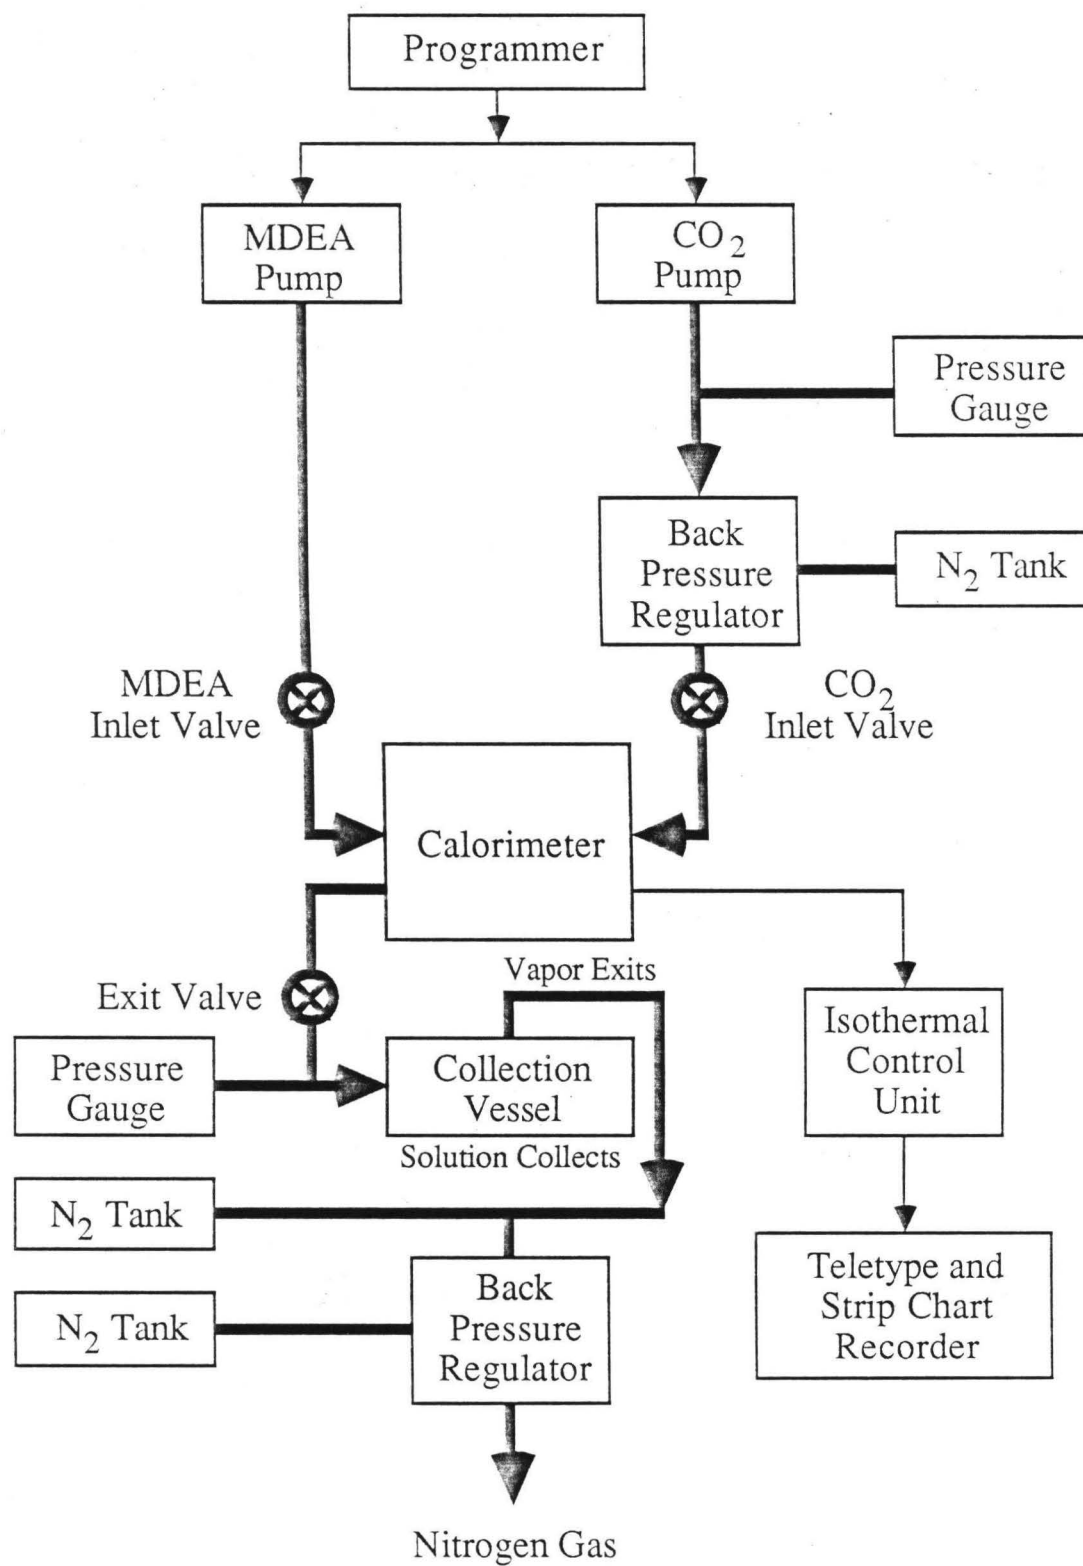 Programmer
MDEA
Pump
CO2
Pump
Pressure
Gauge
Back
Pressure
Regulator
N2 Tank
MDEA
Inlet Valve
CO2
Inlet Valve
Calorimeter
Vapor Exits
Exit Valve
Isothermal
Control
Unit
Pressure
Gauge
Collection
Vessel
Solution Collects
N2 Tank
Back
Pressure
Regulator
N2 Tank
Teletype and
Strip Chart
Recorder
Nitrogen Gas